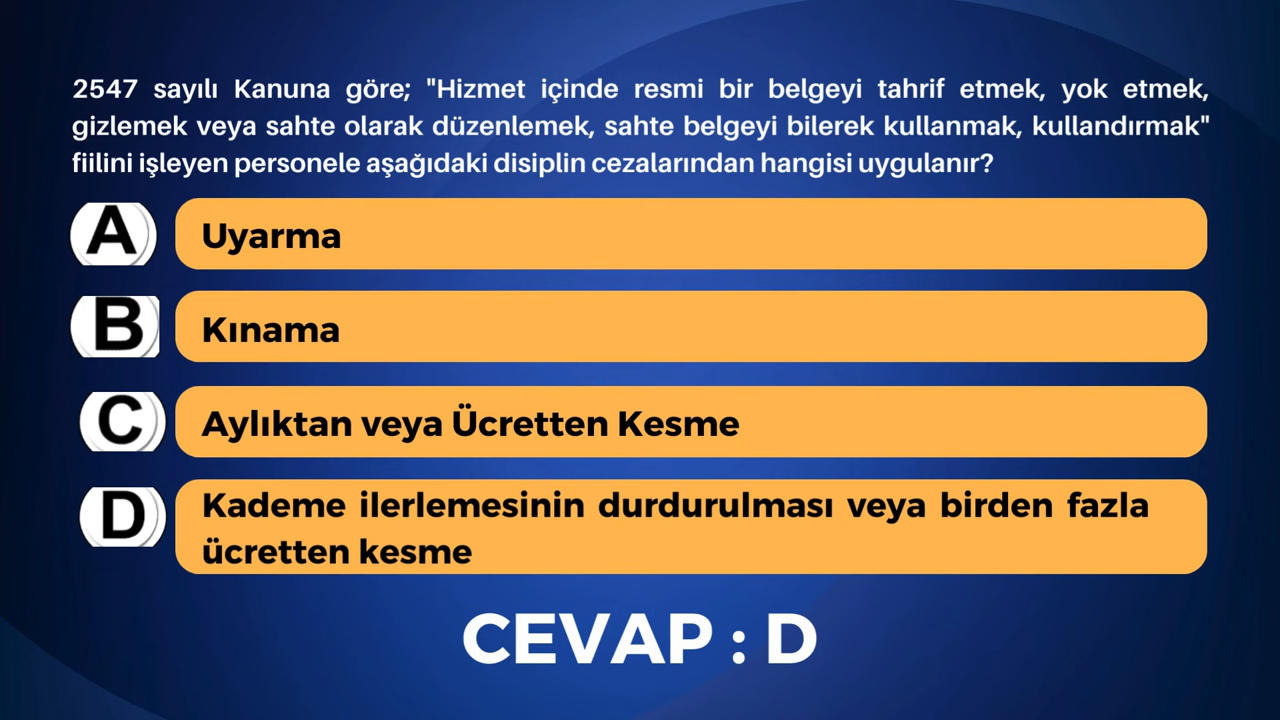 2547 sayılı Kanuna göre; "Hizmet içinde resmi bir belgeyi tahrif etmek, yok etmek,
gizlemek veya sahte olarak düzenlemek, sahte belgeyi bilerek kullanmak, kullandırmak"
fiilini işleyen personele aşağıdaki disiplin cezalarından hangisi uygulanır?
A Uyarma
B Kınama
C Aylıktan veya Ücretten Kesme
D Kademe ilerlemesinin durdurulması veya birden fazla
ücretten kesme
CEVAP : D